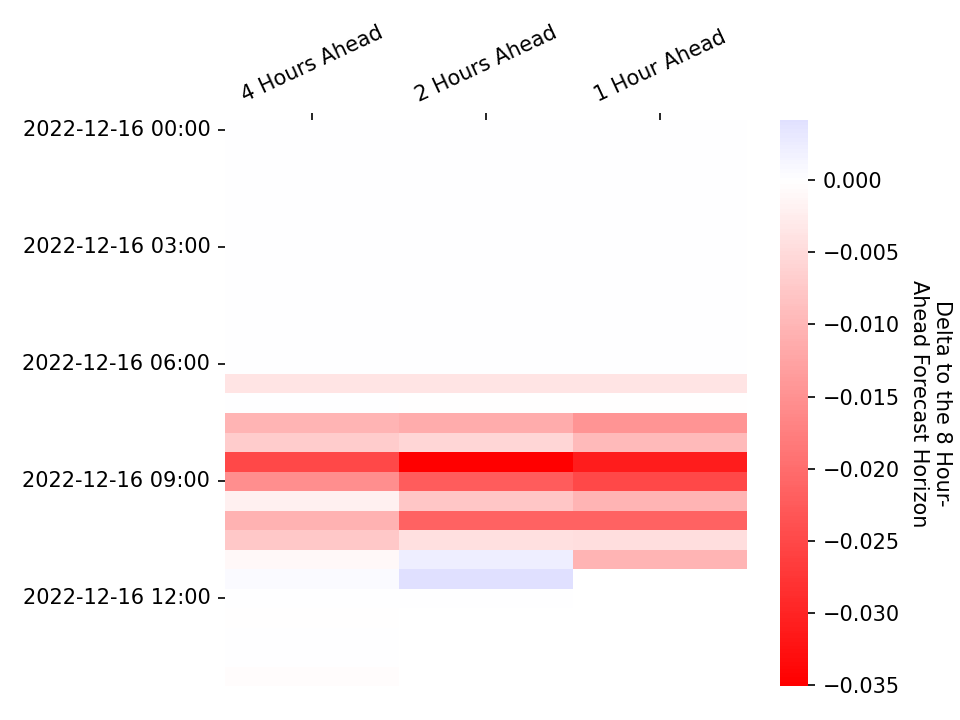 4 Hours Ahead
2 Hours Ahead
1 Hour Ahead
2022-12-16 00:00
2022-12-16 03:00
2022-12-16 06:00
2022-12-16 09:00
2022-12-16 12:00
0.000
−0.005
−0.010
−0.015
−0.020
−0.025
−0.030
−0.035
Delta to the 8 Hour-
Ahead Forecast Horizon